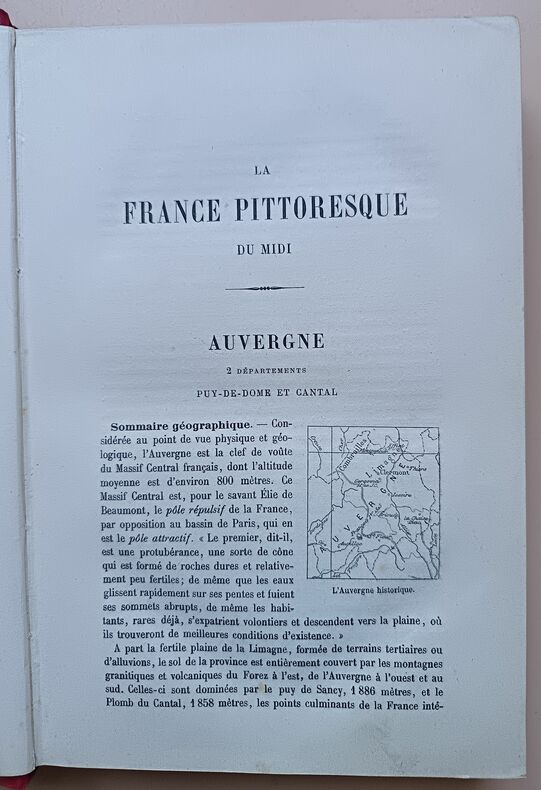 LA
FRANCE PITTORESQUE
DU MIDI
AUVERGNE
2 DÉPARTEMENTS
PUY-DE-DOME ET CANTAL
Sommaire géographique. — Con-
sidérée au point de vue physique et géo-
logique, l'Auvergne est la clef de voûte
du Massif Central français, dont l'altitude
moyenne est d'environ 800 mètres. Ce
Massif Central est, pour le savant Élie de
Beaumont, le pôle répulsif de la France,
par opposition au bassin de Paris, qui en
est le pôle attractif. « Le premier, dit-il,
est une protubérance, une sorte de cône
qui est formé de roches dures et relative-
ment peu fertiles; de même que les eaux
glissent rapidement sur ses pentes et fuient
ses sommets abrupts, de même les habi-
Combrailles
Limagne
Clermont
Thiers
AUVERGNE
L'Auvergne historique.
tants, rares déjà, s'expatrient volontiers et descendent vers la plaine, où
ils trouveront de meilleures conditions d'existence. »
A part la fertile plaine de la Limagne, formée de terrains tertiaires ou
d'alluvions, le sol de la province est entièrement couvert par les montagnes
granitiques et volcaniques du Forez à l'est, de l'Auvergne à l'ouest et au
sud. Celles-ci sont dominées par le puy de Sancy, 1 886 mètres, et le
Plomb du Cantal, 1 858 mètres, les points culminants de la France inté-